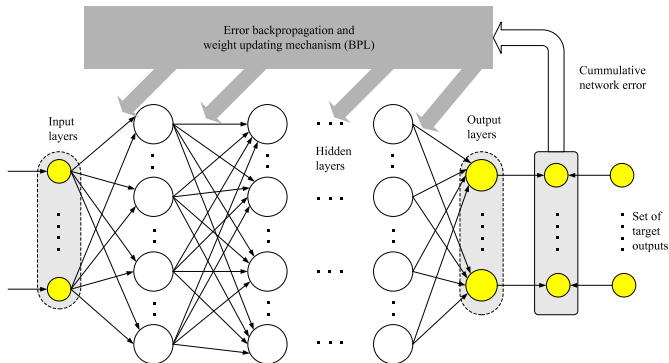 Error backpropagation and
weight updating mechanism (BPL)
Cummulative
network error
Input
layers
Hidden
layers
Output
layers
Set of
target
outputs